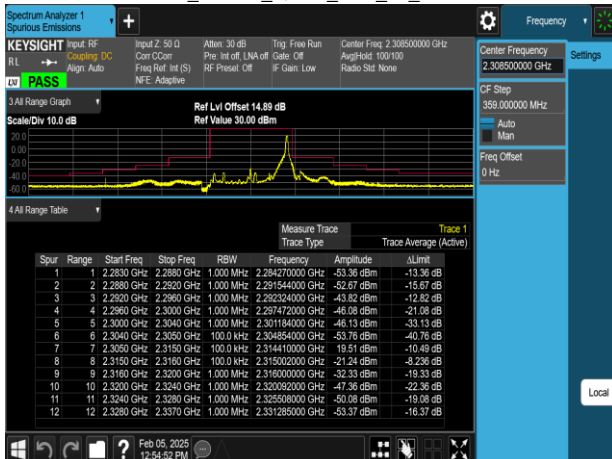 Spectrum Analyzer 1
Spurious Emissions
Frequency
KEYSIGHT
RL
LXI PASS
Input: RF
Coupling: DC
Align: Auto
Input Z: 50 Ω
Corr CCorr
Freq Ref: Int (S)
NFE: Adaptive
Atten: 30 dB
Pre: Int off, LNA off
RF Preset: Off
Trig: Free Run
Gate: Off
IF Gain: Low
Center Freq: 2.308500000 GHz
Avg|Hold: 100/100
Radio Std: None
Center Frequency
2.308500000 GHz
Settings
CF Step
359.000000 MHz
Auto
Man
Freq Offset
0 Hz
Local
3 All Range Graph
Scale/Div 10.0 dB
Ref Lvl Offset 14.89 dB
Ref Value 30.00 dBm
20.0
0.00
-20.0
-40.0
-60.0
4 All Range Table
Measure Trace Trace 1
Trace Type Trace Average (Active)
Spur Range Start Freq Stop Freq RBW Frequency Amplitude ΔLimit
1 1 2.2830 GHz 2.2880 GHz 1.000 MHz 2.284270000 GHz -53.36 dBm -13.36 dB
2 2 2.2880 GHz 2.2920 GHz 1.000 MHz 2.291544000 GHz -52.67 dBm -15.67 dB
3 3 2.2920 GHz 2.2960 GHz 1.000 MHz 2.292324000 GHz -43.82 dBm -12.82 dB
4 4 2.2960 GHz 2.3000 GHz 1.000 MHz 2.297472000 GHz -46.08 dBm -21.08 dB
5 5 2.3000 GHz 2.3040 GHz 1.000 MHz 2.301184000 GHz -46.13 dBm -33.13 dB
6 6 2.3040 GHz 2.3050 GHz 100.0 kHz 2.304854000 GHz -53.76 dBm -40.76 dB
7 7 2.3050 GHz 2.3150 GHz 100.0 kHz 2.314410000 GHz 19.51 dBm -10.49 dB
8 8 2.3150 GHz 2.3160 GHz 100.0 kHz 2.315002000 GHz -21.24 dBm -8.236 dB
9 9 2.3160 GHz 2.3200 GHz 1.000 MHz 2.316000000 GHz -32.33 dBm -19.33 dB
10 10 2.3200 GHz 2.3240 GHz 1.000 MHz 2.320092000 GHz -47.36 dBm -22.36 dB
11 11 2.3240 GHz 2.3280 GHz 1.000 MHz 2.325508000 GHz -50.08 dBm -19.08 dB
12 12 2.3280 GHz 2.3370 GHz 1.000 MHz 2.331285000 GHz -53.37 dBm -16.37 dB
Feb 05, 2025
12:54:52 PM